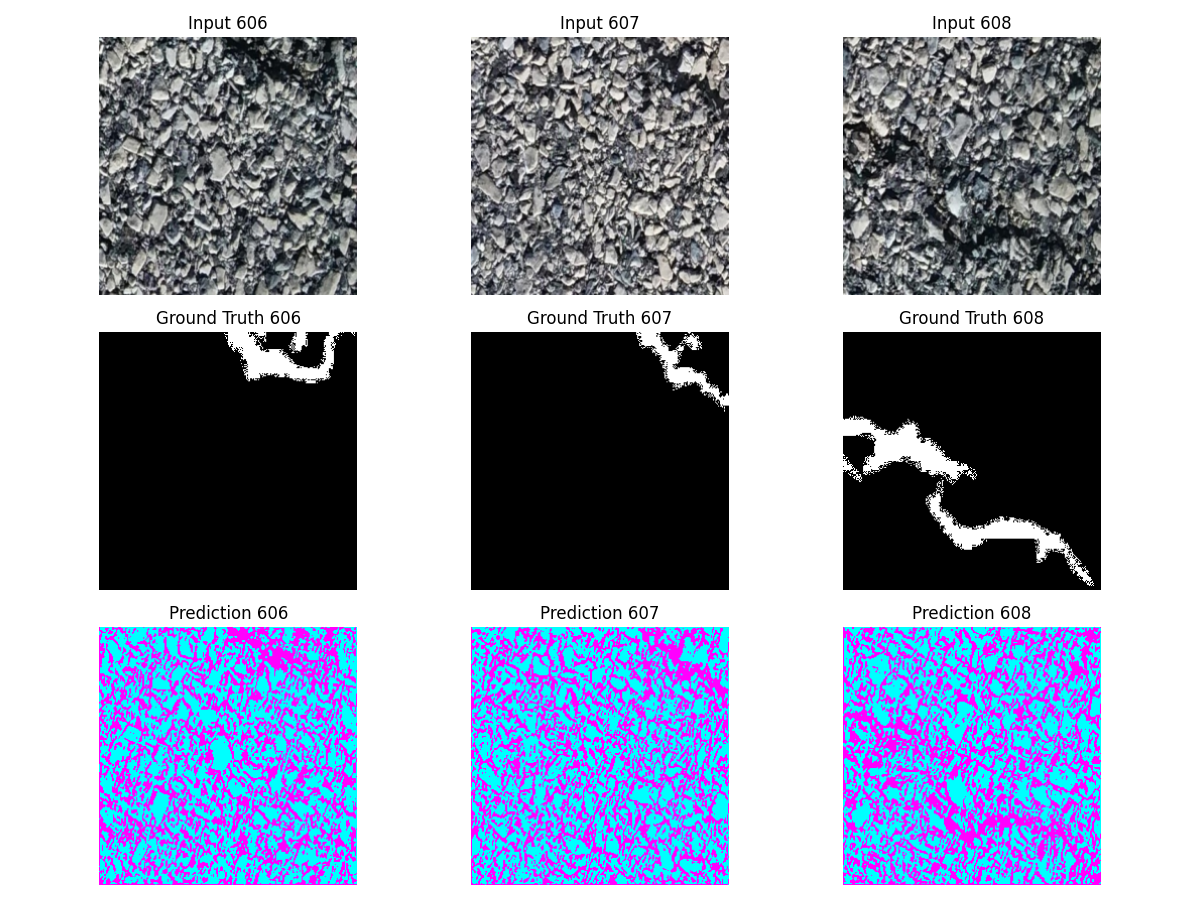 Input 606
Input 607
Input 608
Ground Truth 606
Ground Truth 607
Ground Truth 608
Prediction 606
Prediction 607
Prediction 608